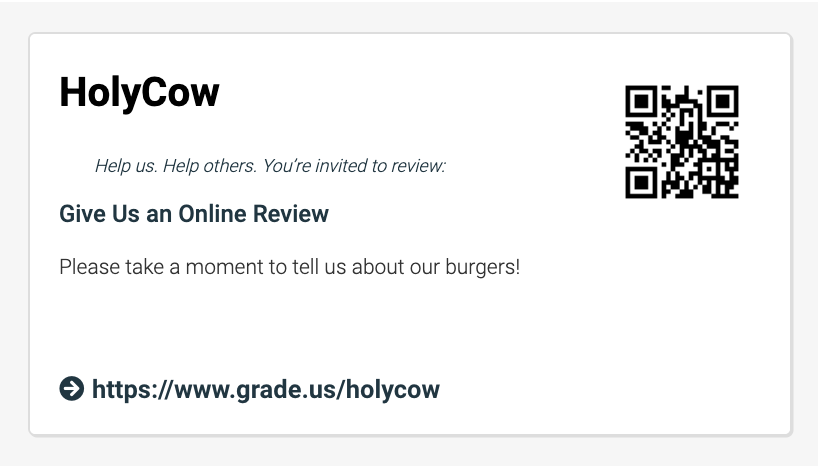 HolyCow
Help us. Help others. You’re invited to review:
Give Us an Online Review
Please take a moment to tell us about our burgers!
https://www.grade.us/holycow